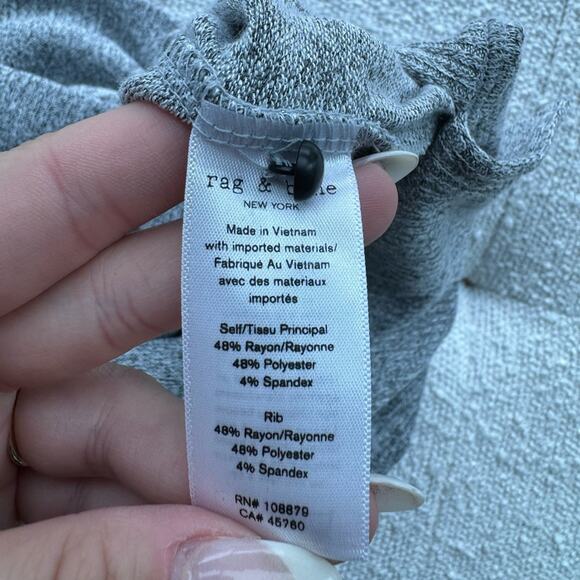 rag & bone
NEW YORK
Made in Vietnam
with imported materials/
Fabriqué Au Vietnam
avec des materiaux
importés
Self/Tissu Principal
48% Rayon/Rayonne
48% Polyester
4% Spandex
Rib
48% Rayon/Rayonne
48% Polyester
4% Spandex
RN# 108879
CA# 45760